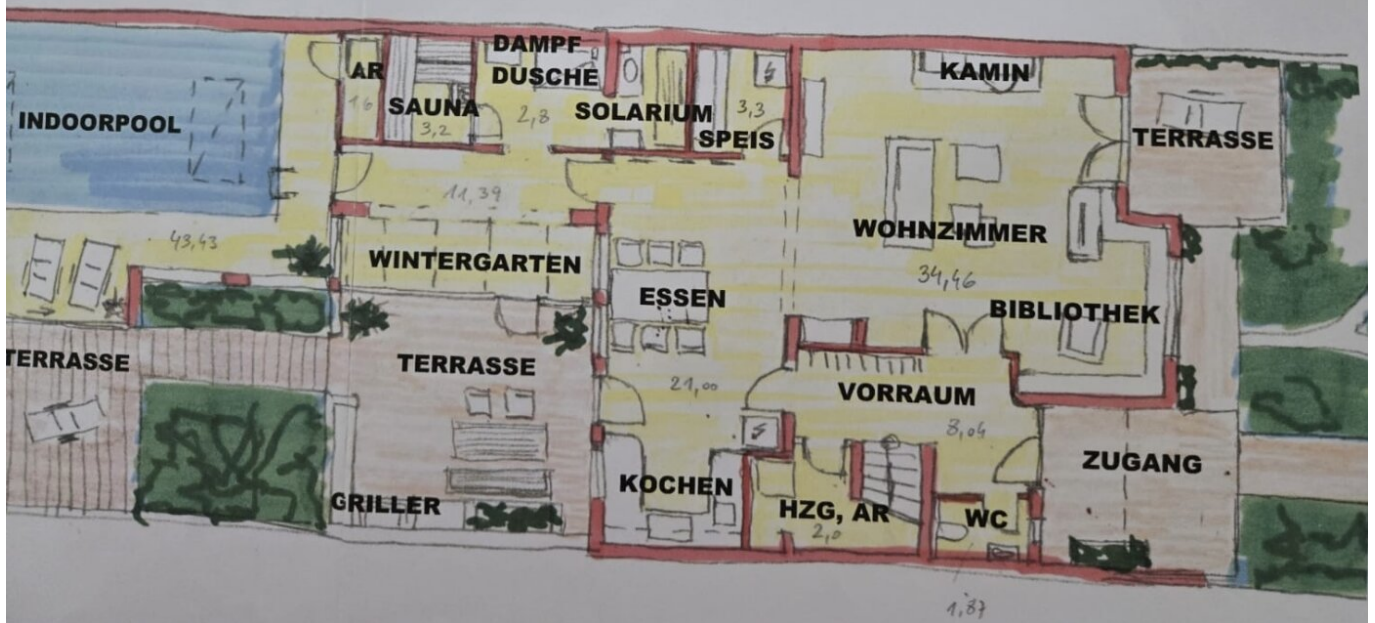 DAMPF
DUSCHE
AR
1,6
SAUNA
3,2
2,8
SOLARIUM
3,3
SPEIS
KAMIN
TERRASSE
INDOORPOOL
11,39
43,43
WINTERGARTEN
WOHNZIMMER
34,46
ESSEN
BIBLIOTHEK
TERRASSE
TERRASSE
21,00
VORRAUM
8,04
ZUGANG
KOCHEN
GRILLER
HZG, AR
2,0
WC
1,87